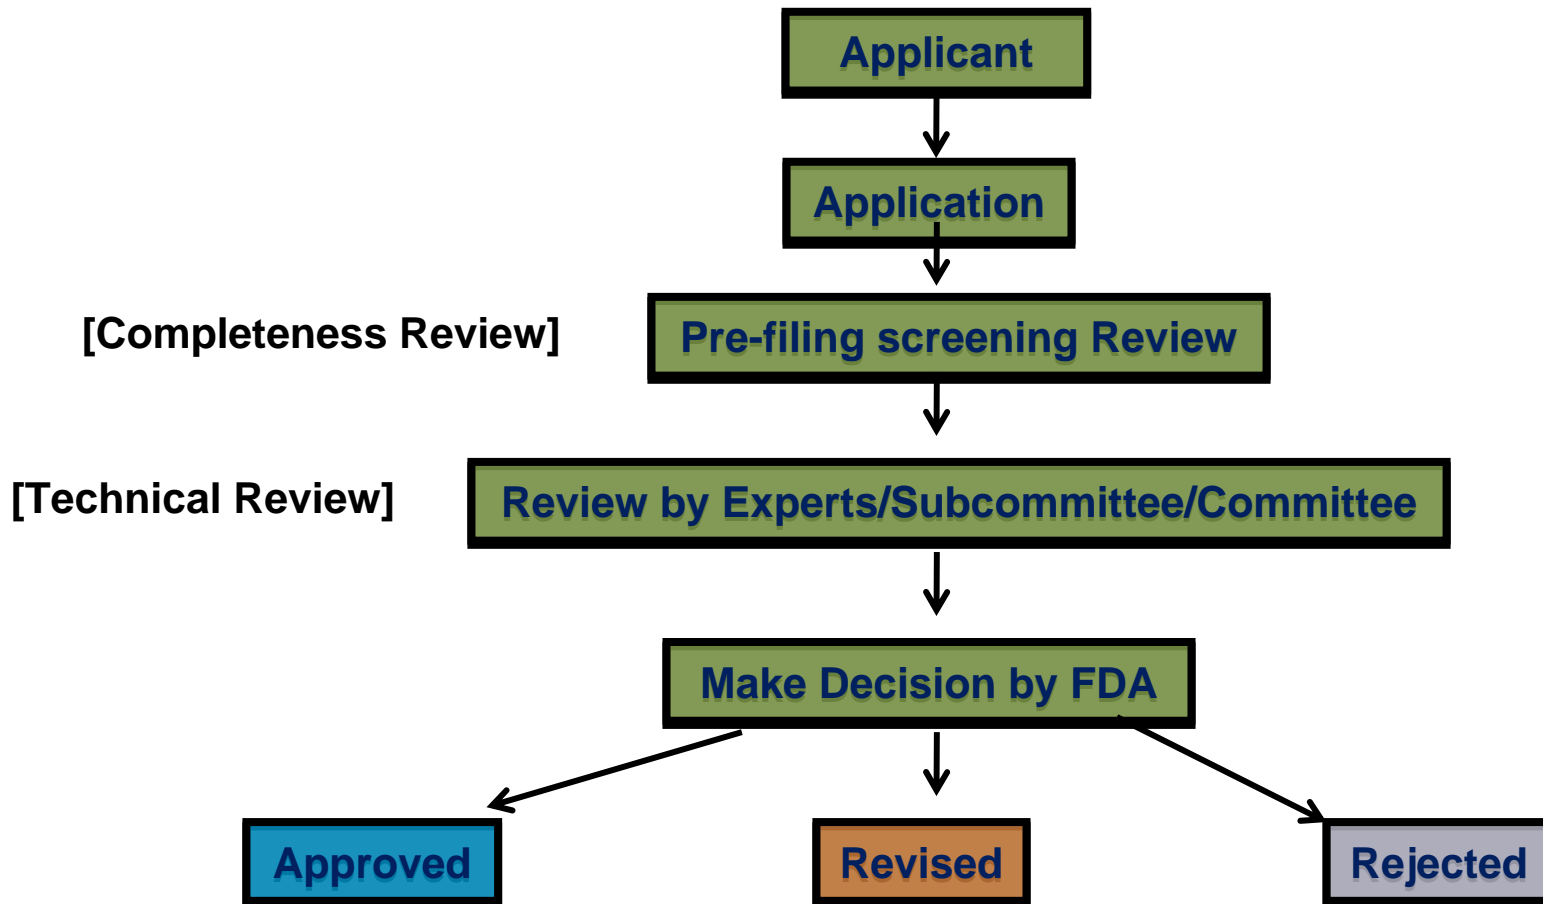 Applicant
Application
[Completeness Review]
Pre-filing screening Review
[Technical Review]
Review by Experts/Subcommittee/Committee
Make Decision by FDA
Approved
Revised
Rejected